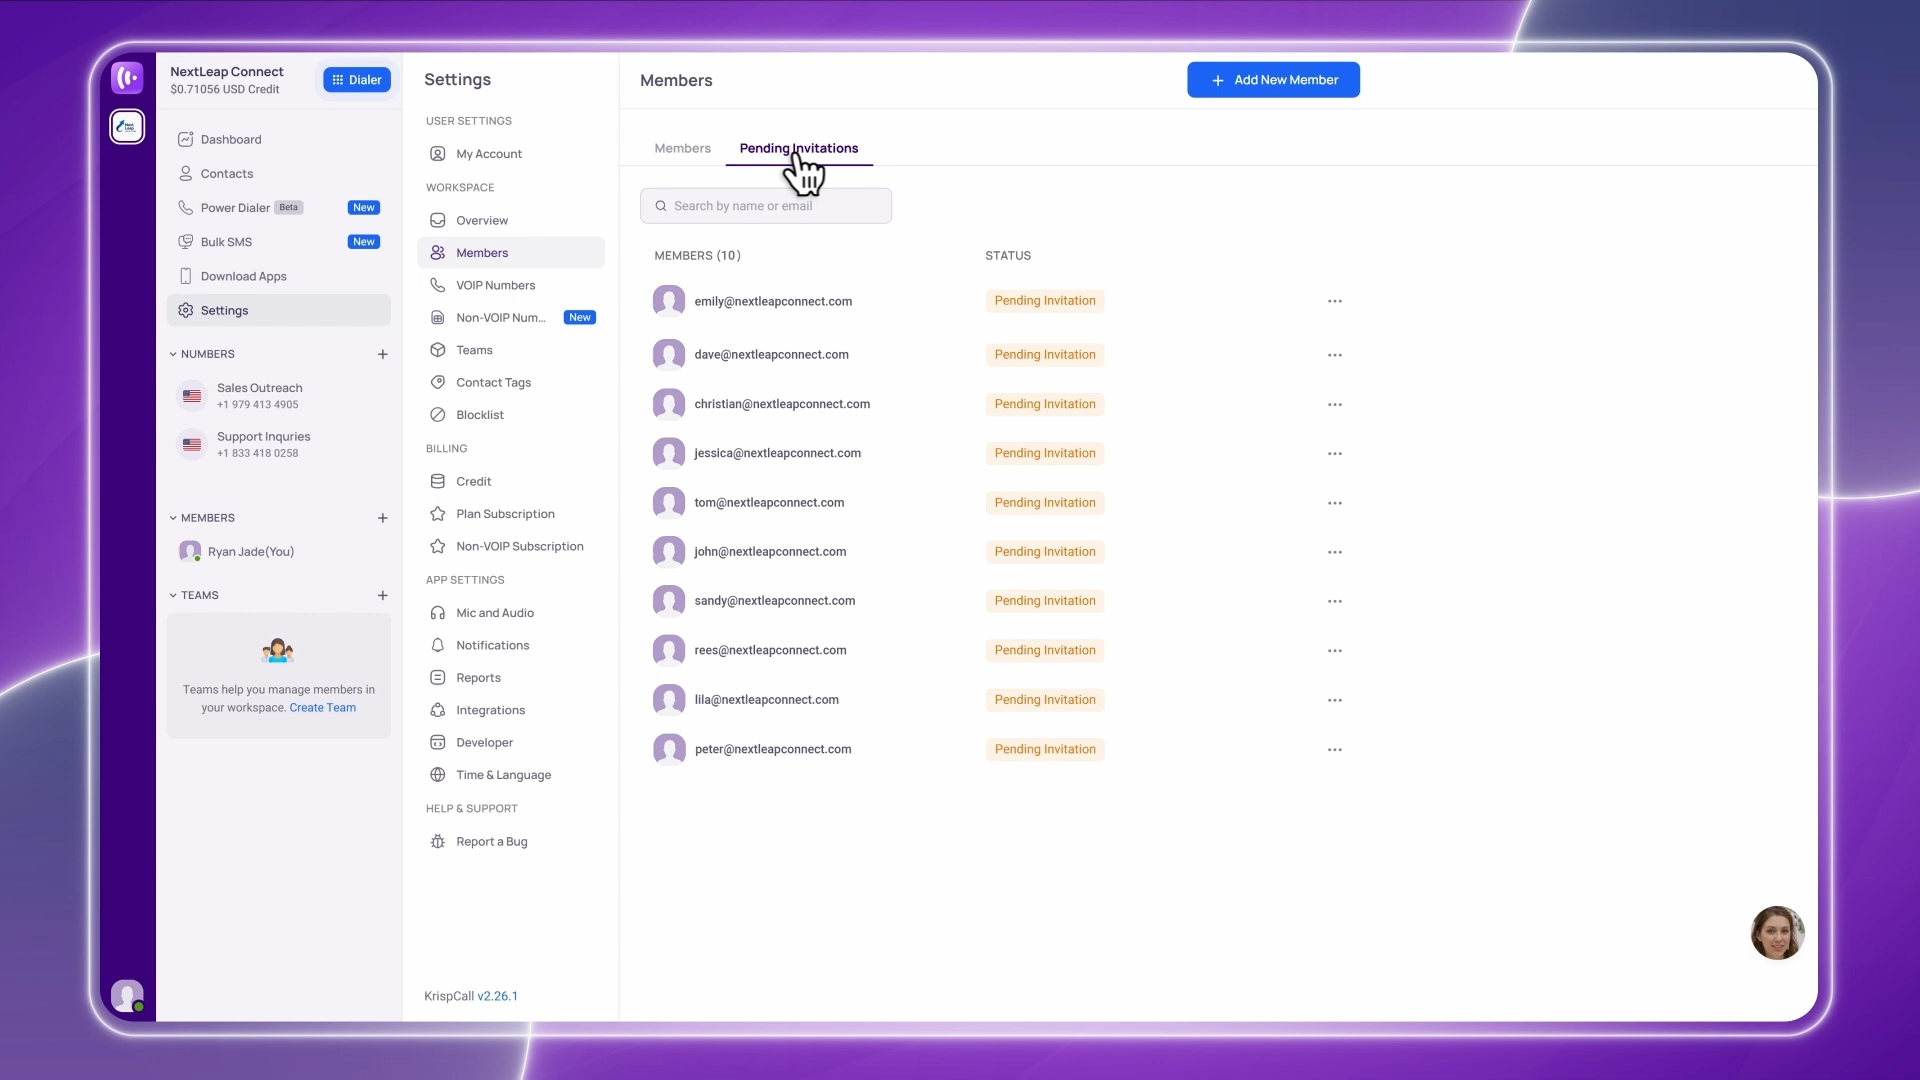 NextLeap Connect
$0.71056 USD Credit
Dialer
Dashboard
Contacts
Power Dialer Beta New
Bulk SMS New
Download Apps
Settings
NUMBERS
Sales Outreach
+1 979 413 4905
Support Inquries
+1 833 418 0258
MEMBERS
Ryan Jade(You)
TEAMS
Teams help you manage members in
your workspace. Create Team
Settings
USER SETTINGS
My Account
WORKSPACE
Overview
Members
VOIP Numbers
Non-VOIP Num... New
Teams
Contact Tags
Blocklist
BILLING
Credit
Plan Subscription
Non-VOIP Subscription
APP SETTINGS
Mic and Audio
Notifications
Reports
Integrations
Developer
Time & Language
HELP & SUPPORT
Report a Bug
KrispCall v2.26.1
Members
+ Add New Member
Members Pending Invitations
Search by name or email
MEMBERS (10) STATUS
emily@nextleapconnect.com Pending Invitation
dave@nextleapconnect.com Pending Invitation
christian@nextleapconnect.com Pending Invitation
jessica@nextleapconnect.com Pending Invitation
tom@nextleapconnect.com Pending Invitation
john@nextleapconnect.com Pending Invitation
sandy@nextleapconnect.com Pending Invitation
rees@nextleapconnect.com Pending Invitation
lila@nextleapconnect.com Pending Invitation
peter@nextleapconnect.com Pending Invitation